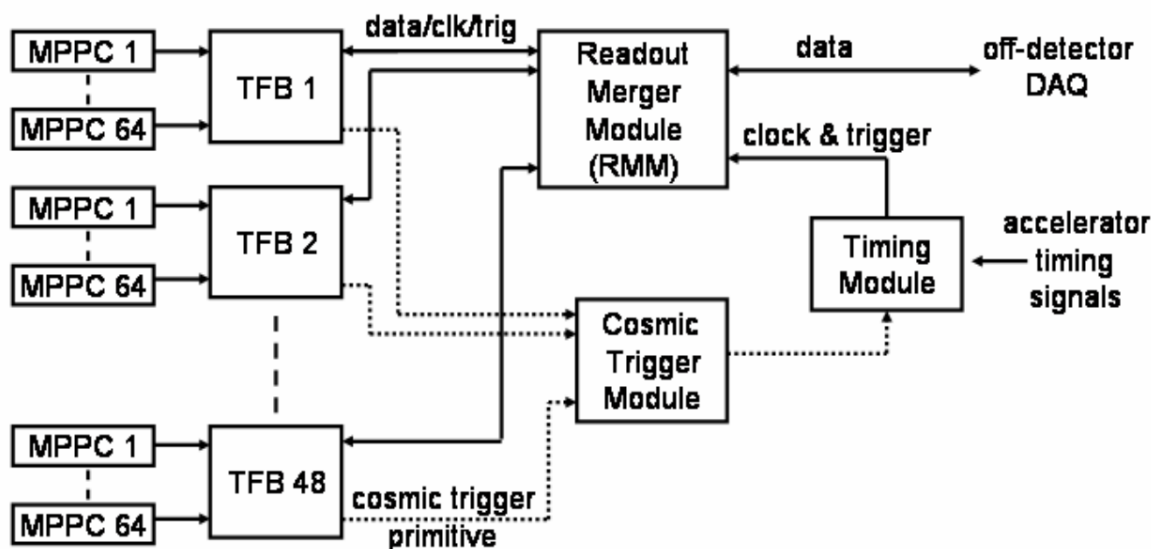 MPPC 1
MPPC 64
TFB 1
data/clk/trig
Readout
Merger
Module
(RMM)
data
off-detector
DAQ
clock & trigger
MPPC 1
MPPC 64
TFB 2
Timing
Module
accelerator
timing
signals
Cosmic
Trigger
Module
MPPC 1
MPPC 64
TFB 48
cosmic trigger
primitive